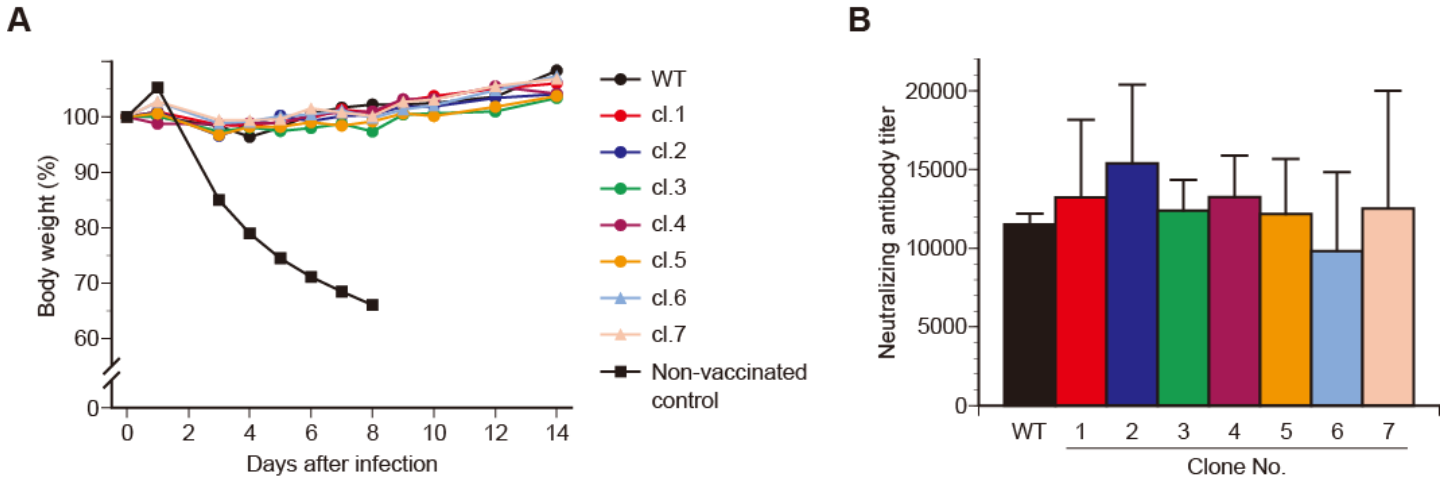 A
Body weight (%)
100
90
80
70
60
0
0 2 4 6 8 10 12 14
Days after infection
WT
cl.1
cl.2
cl.3
cl.4
cl.5
cl.6
cl.7
Non-vaccinated
control
B
Neutralizing antibody titer
20000
15000
10000
5000
0
WT 1 2 3 4 5 6 7
Clone No.